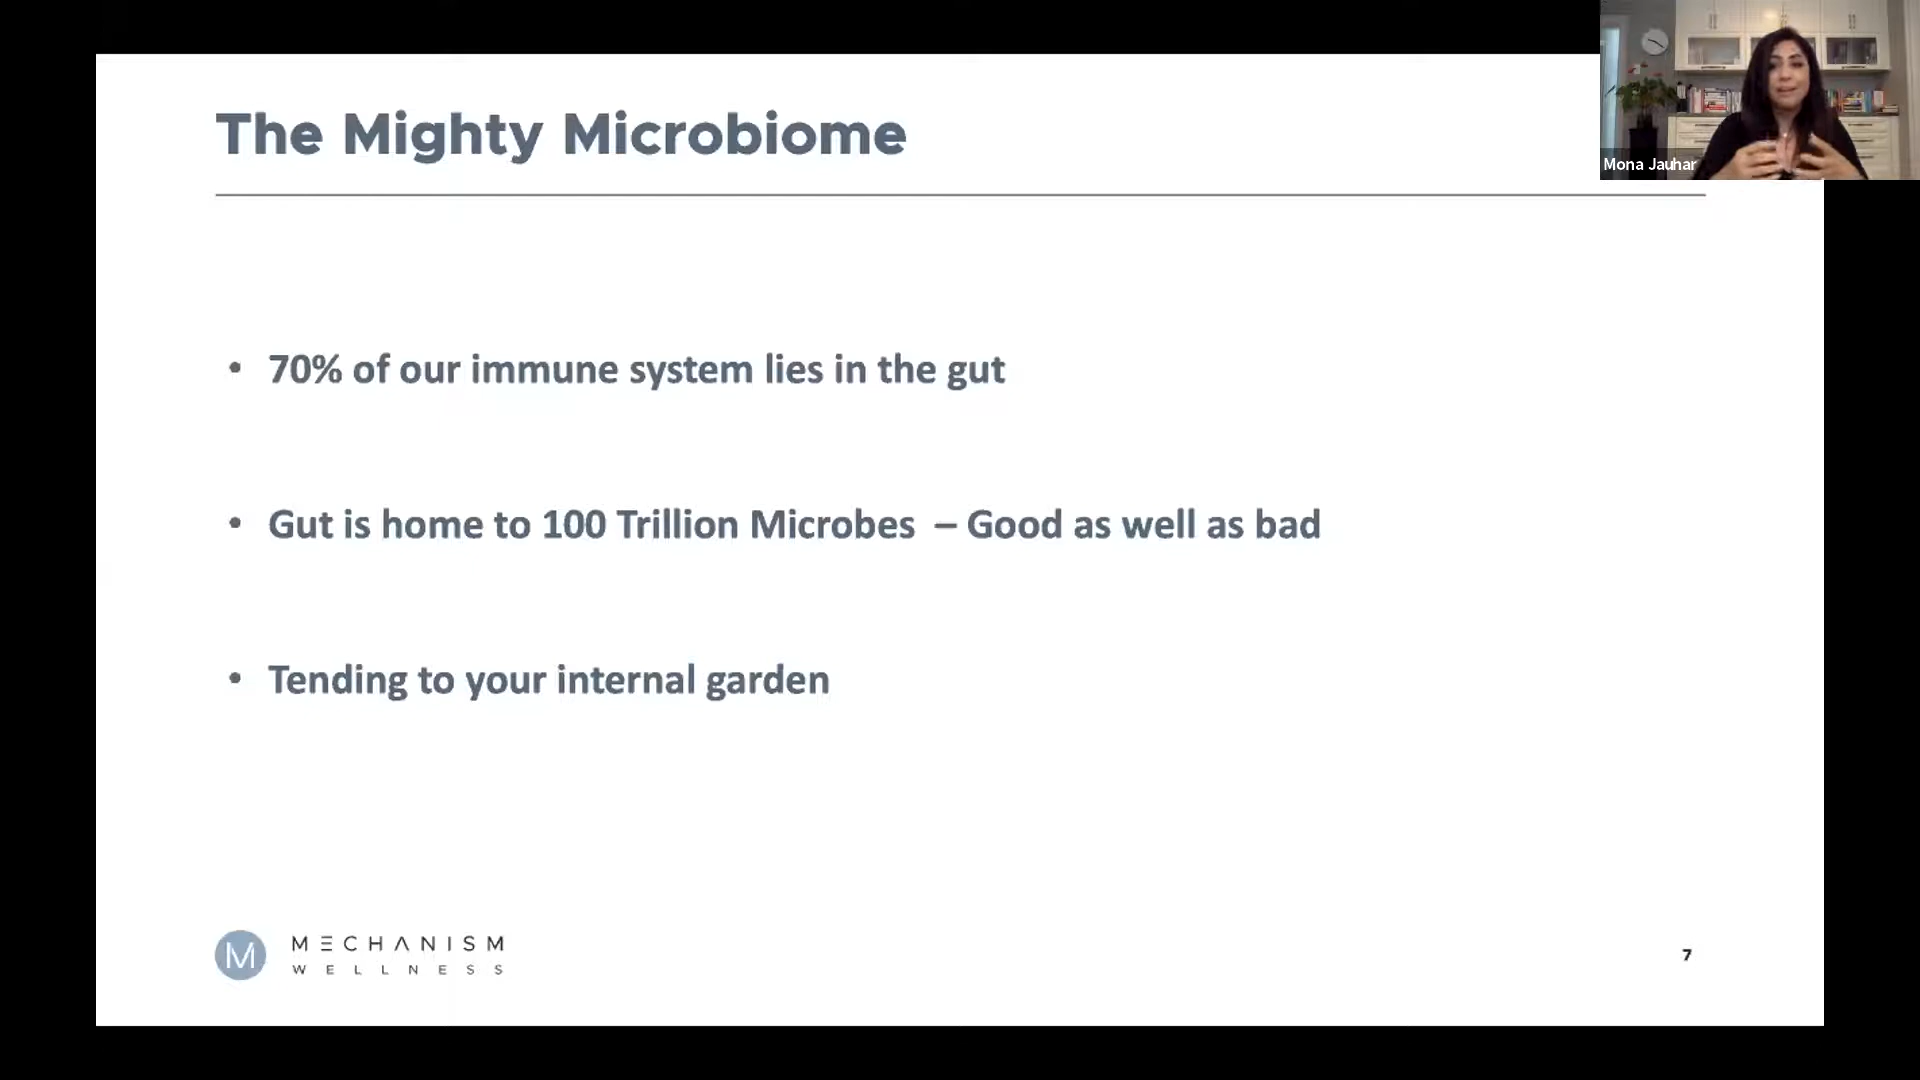 The Mighty Microbiome
Mona Jauhar
• 70% of our immune system lies in the gut
• Gut is home to 100 Trillion Microbes – Good as well as bad
• Tending to your internal garden
M
MECHANISM
WELLNESS
7